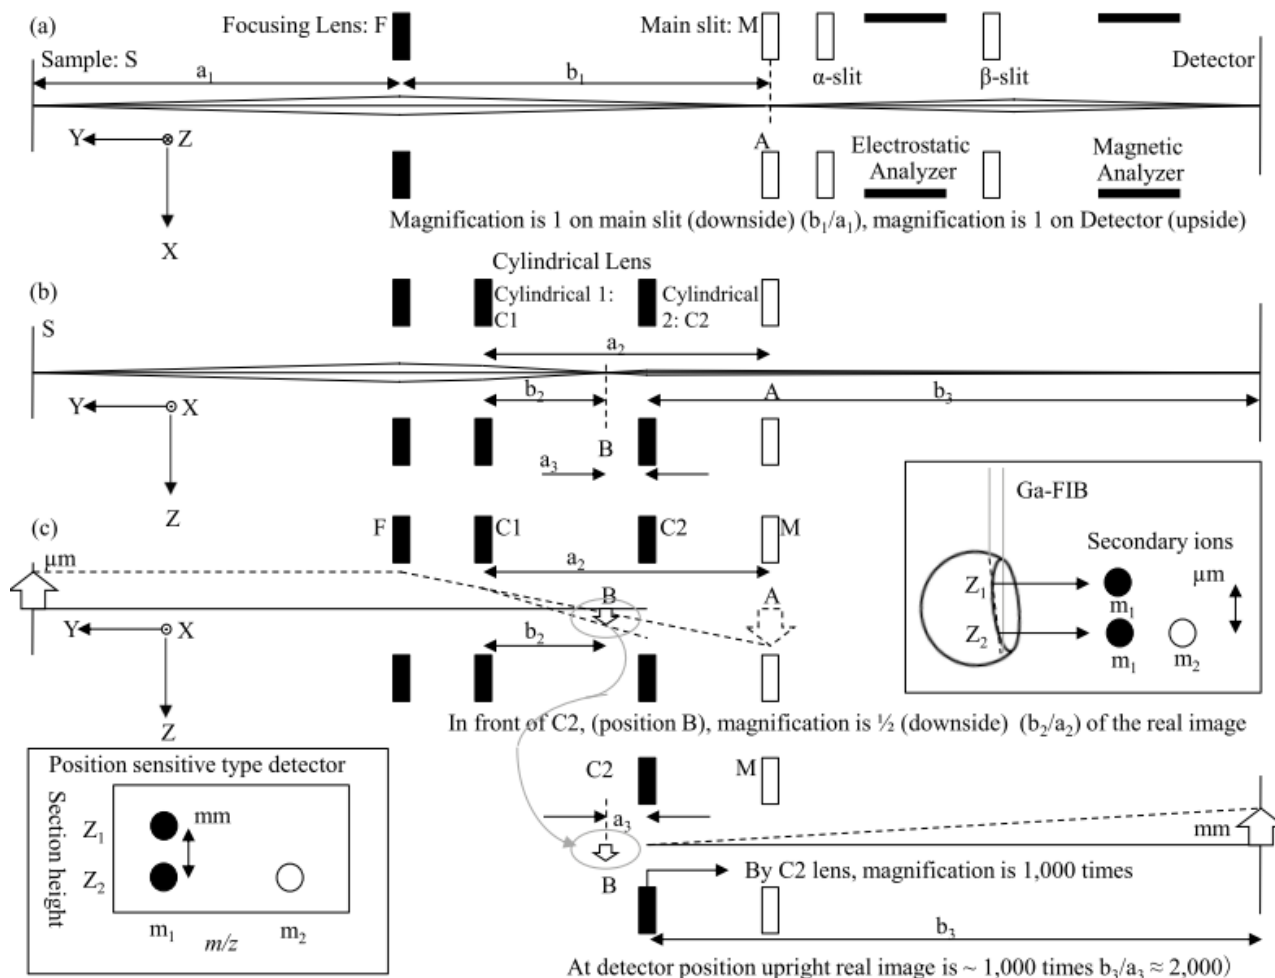 (a)
Focusing Lens: F
Main slit: M
Sample: S
a1
b1
α-slit
β-slit
Detector
Y
Z
X
A
Electrostatic
Analyzer
Magnetic
Analyzer
Magnification is 1 on main slit (downside) (b1/a1), magnification is 1 on Detector (upside)
(b)
Cylindrical Lens
Cylindrical 1:
C1
Cylindrical
2: C2
S
a2
b2
A
b3
Y
X
Z
B
a3
(c)
F
C1
C2
M
µm
a2
B
A
Y
X
Z
b2
Ga-FIB
Secondary ions
Z1
m1
µm
Z2
m1
m2
In front of C2, (position B), magnification is ½ (downside) (b2/a2) of the real image
Position sensitive type detector
Section height
Z1
mm
Z2
m1
m/z
m2
C2
M
a3
B
mm
By C2 lens, magnification is 1,000 times
b3
At detector position upright real image is ~ 1,000 times b3/a3 ≈ 2,000)